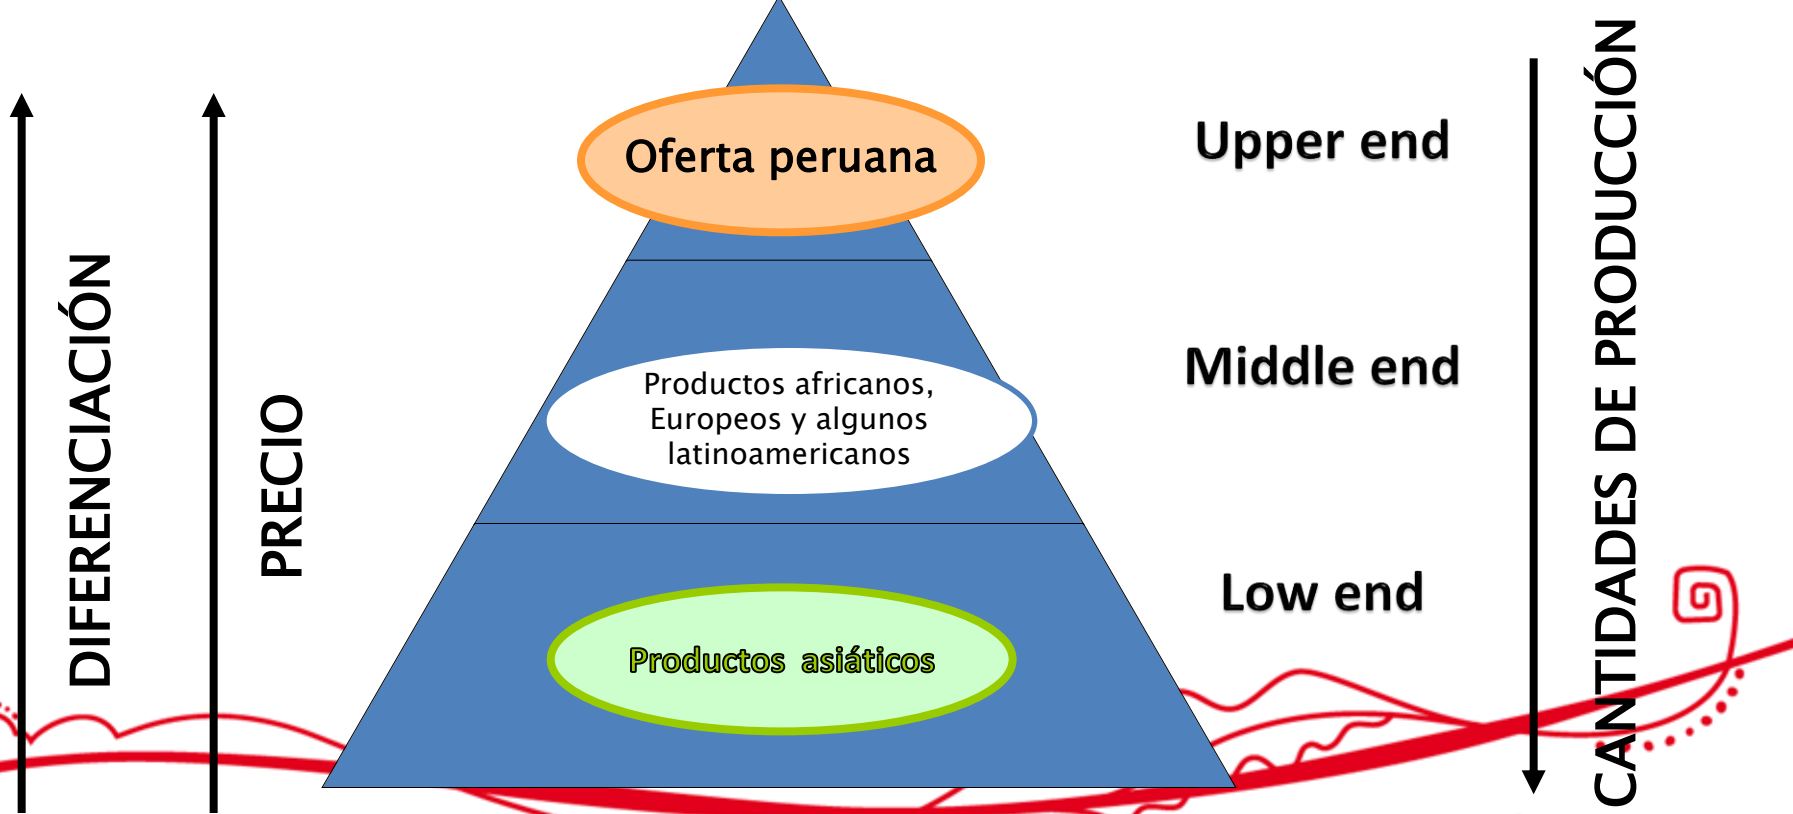 DIFERENCIACIÓN
PRECIO
Oferta peruana
Productos africanos,
Europeos y algunos
latinoamericanos
Productos asiáticos
Upper end
Middle end
Low end
CANTIDADES DE PRODUCCIÓN